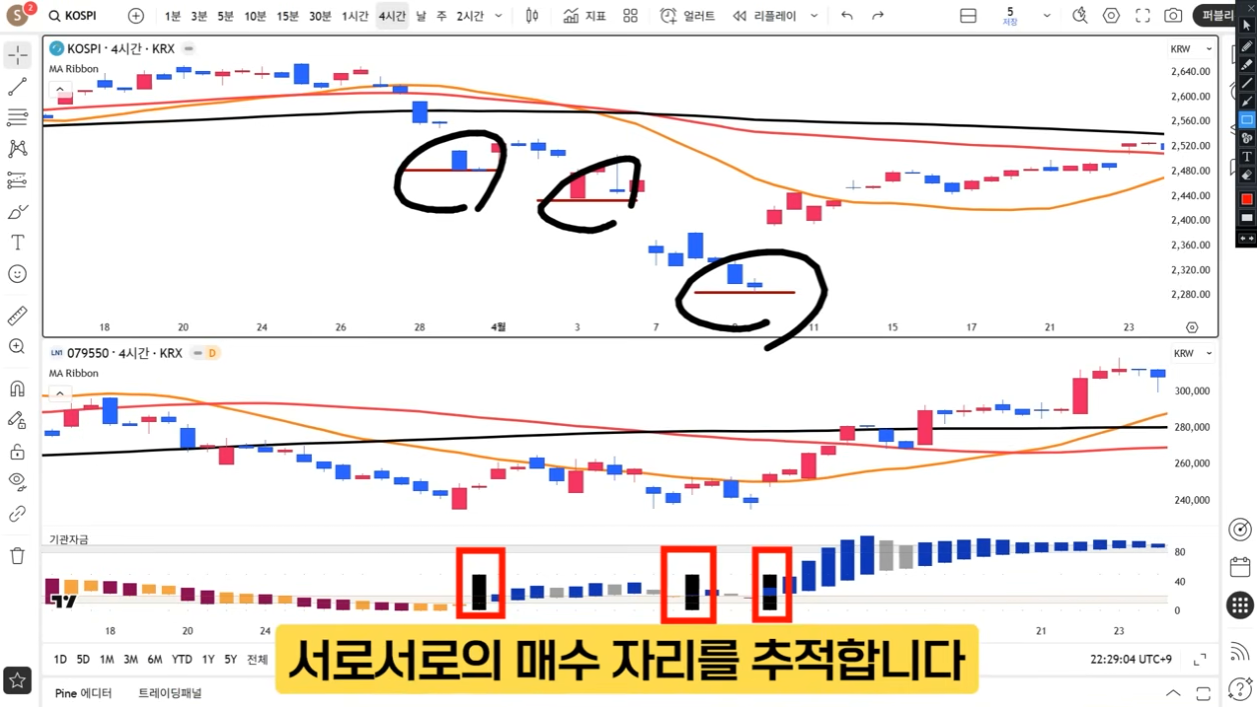 S 2 KOSPI 1분 3분 5분 10분 15분 30분 1시간 4시간 날 주 2시간 지표 얼러트 리플레이 5 저장 퍼블리
KOSPI · 4시간 · KRX KRW
MA Ribbon
2,640.00
2,600.00
2,560.00
2,520.00
2,480.00
2,440.00
2,400.00
2,360.00
2,320.00
2,280.00
18 20 24 26 28 4월 3 7 9 11 15 17 21 23
LN1 079550 · 4시간 · KRX D KRW
MA Ribbon
300,000
280,000
260,000
240,000
기관자금
80
40
0
18 20 24 21 23
서로서로의 매수 자리를 추적합니다
1D 5D 1M 3M 6M YTD 1Y 5Y 전체 22:29:04 UTC+9
Pine 에디터 트레이딩패널